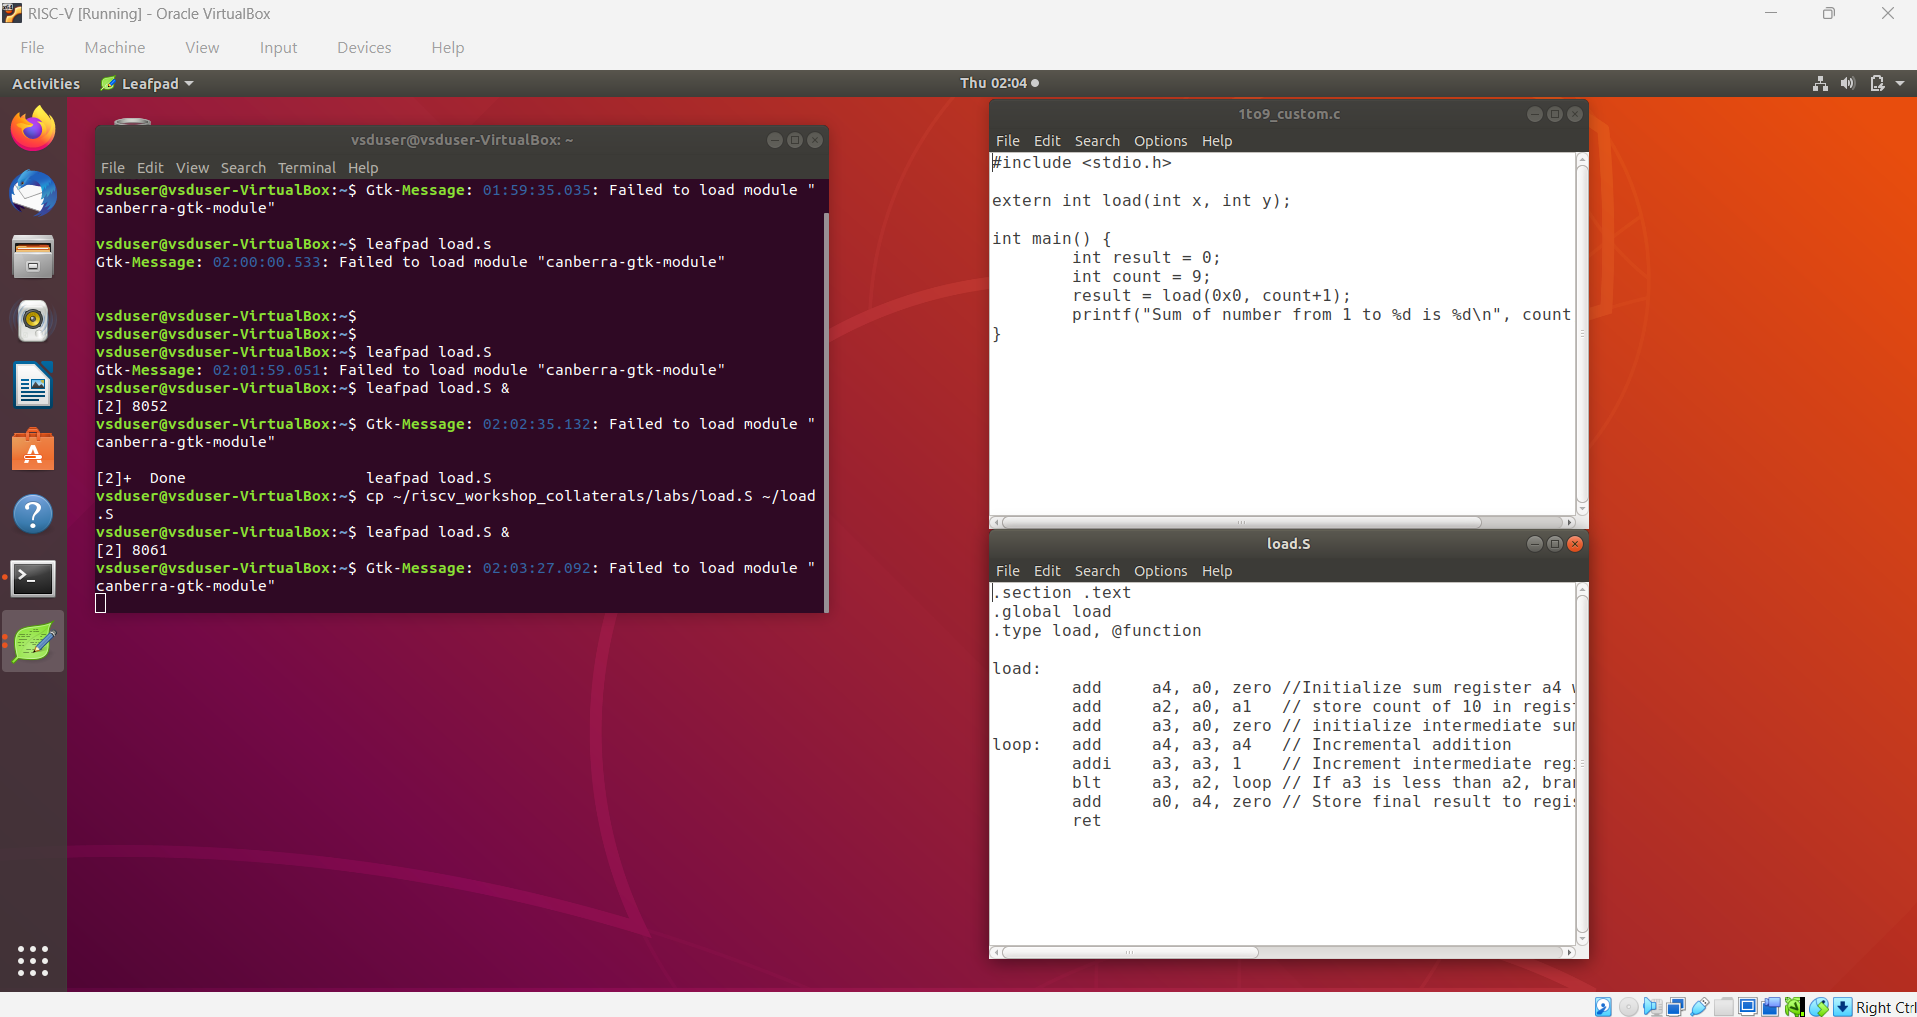 RISC-V [Running] - Oracle VirtualBox
File Machine View Input Devices Help
Activities Leafpad Thu 02:04
vsduser@vsduser-VirtualBox: ~
File Edit View Search Terminal Help
vsduser@vsduser-VirtualBox:~$ Gtk-Message: 01:59:35.035: Failed to load module "
canberra-gtk-module"
vsduser@vsduser-VirtualBox:~$ leafpad load.s
Gtk-Message: 02:00:00.533: Failed to load module "canberra-gtk-module"
vsduser@vsduser-VirtualBox:~$
vsduser@vsduser-VirtualBox:~$
vsduser@vsduser-VirtualBox:~$ leafpad load.S
Gtk-Message: 02:01:59.051: Failed to load module "canberra-gtk-module"
vsduser@vsduser-VirtualBox:~$ leafpad load.S &
[2] 8052
vsduser@vsduser-VirtualBox:~$ Gtk-Message: 02:02:35.132: Failed to load module "
canberra-gtk-module"
[2]+  Done                    leafpad load.S
vsduser@vsduser-VirtualBox:~$ cp ~/riscv_workshop_collaterals/labs/load.S ~/load
.S
vsduser@vsduser-VirtualBox:~$ leafpad load.S &
[2] 8061
vsduser@vsduser-VirtualBox:~$ Gtk-Message: 02:03:27.092: Failed to load module "
canberra-gtk-module"
1to9_custom.c
File Edit Search Options Help
#include <stdio.h>
extern int load(int x, int y);
int main() {
        int result = 0;
        int count = 9;
        result = load(0x0, count+1);
        printf("Sum of number from 1 to %d is %d\n", count
}
load.S
File Edit Search Options Help
.section .text
.global load
.type load, @function
load:
        add     a4, a0, zero //Initialize sum register a4
        add     a2, a0, a1   // store count of 10 in
        add     a3, a0, zero // initialize intermediate
loop:   add     a4, a3, a4   // Incremental addition
        addi    a3, a3, 1    // Increment intermediate
        blt     a3, a2, loop // If a3 is less than a2,
        add     a0, a4, zero // Store final result to
        ret
Right Ctrl